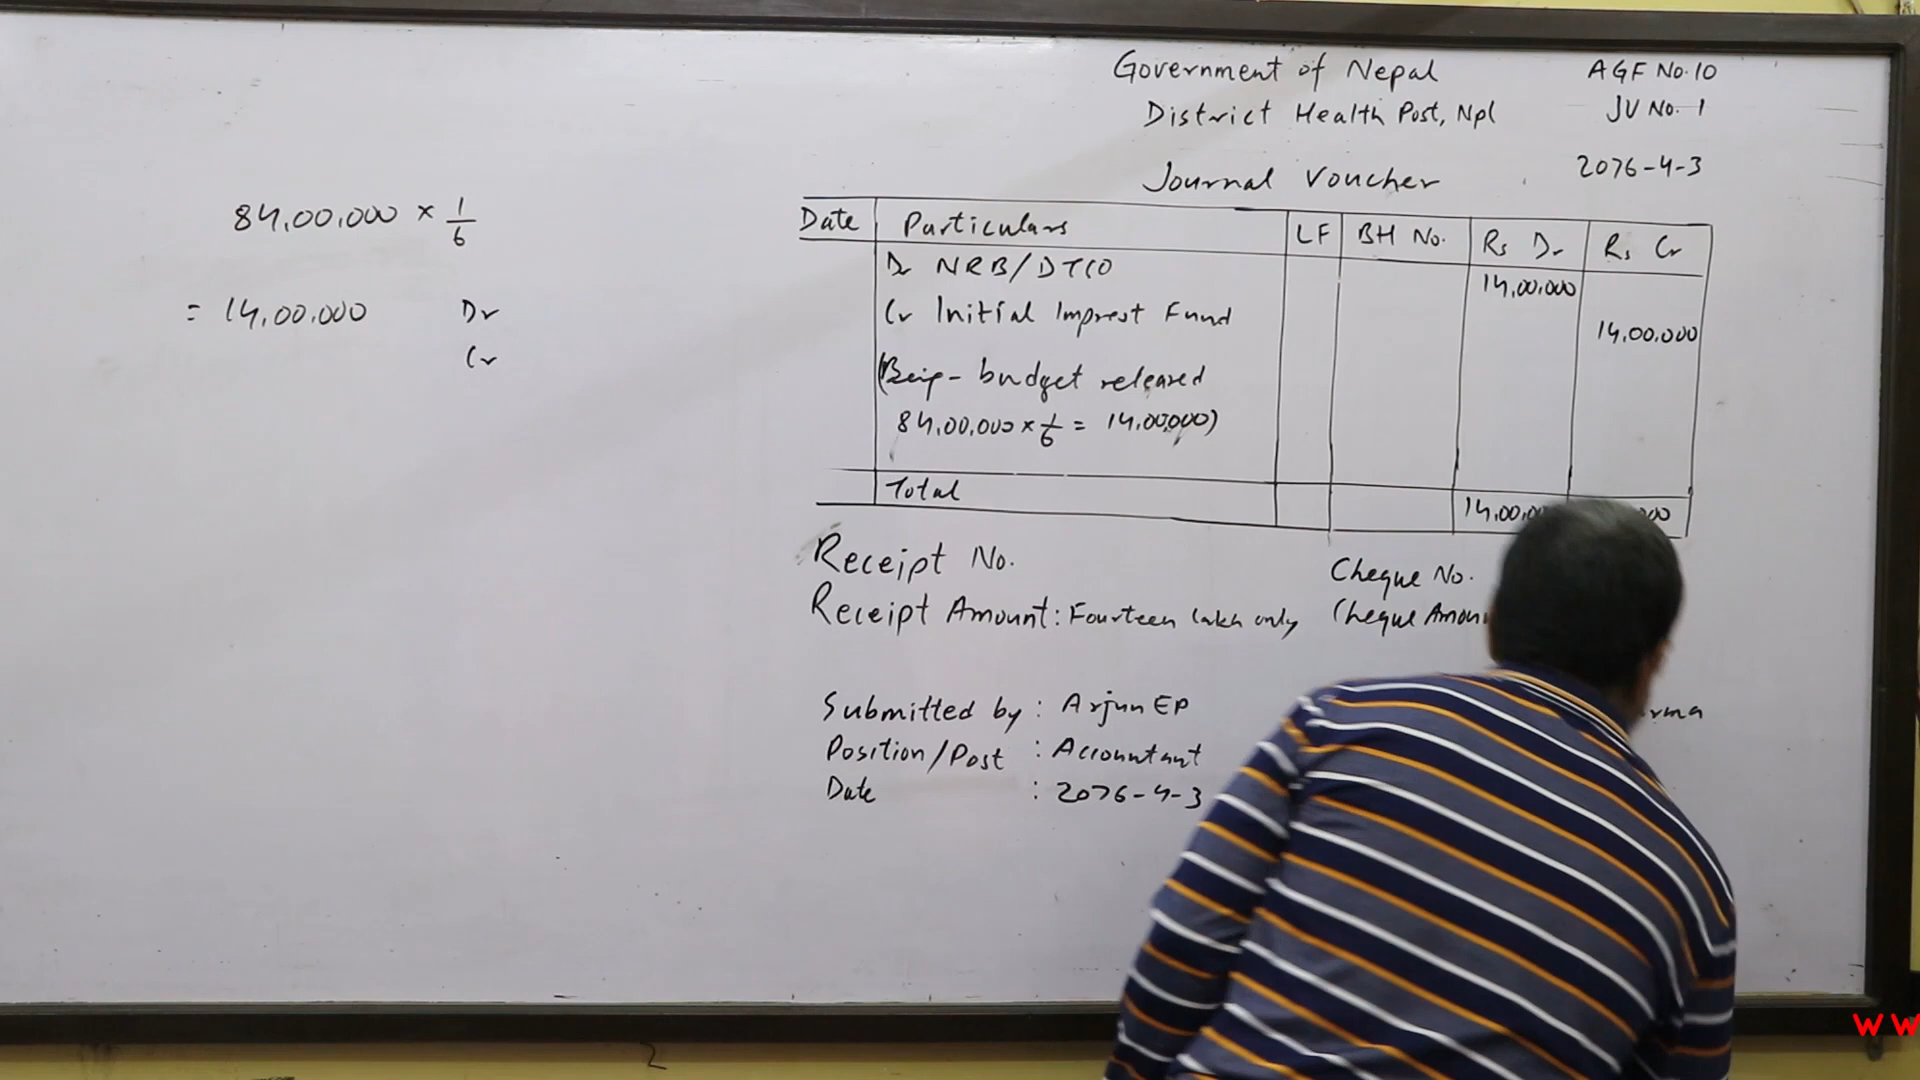 Government of Nepal
AGF No. 10
District Health Post, Npl
JV No. 1
Journal Voucher
2076-4-3
84,00,000 × 1/6
= 14,00,000 Dr
Cr
Date Particulars LF BH No. Rs Dr Rs Cr
Dr NRB/DTCO 14,00,000
Cr Initial Imprest Fund 14,00,000
(Being budget released
84,00,000 × 1/6 = 14,00,000)
Total
Receipt No. Cheque No.
Receipt Amount: Fourteen lakh only Cheque
Submitted by: Arjun EP
Position/Post : Accountant
Date : 2076-4-3
2